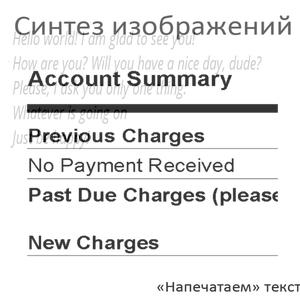 Синтез изображений
Hello world! I am glad to see you!
How are you? Will you have a nice day, dude?
Account Summary
Please, I ask you only one thing:
Whatever is going on
Previous Charges
Just be happy!
No Payment Received
Past Due Charges (please
New Charges
«Напечатаем» текст